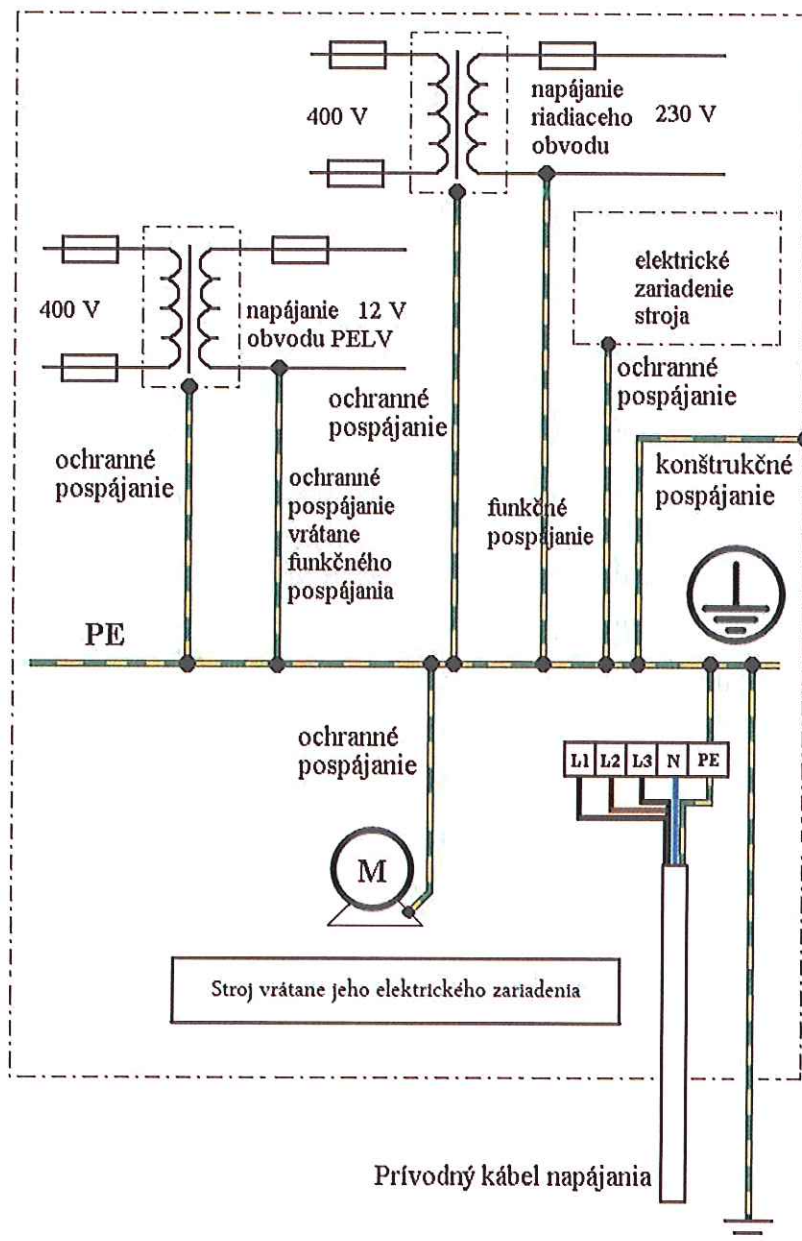 400 V
napájanie
riadiaceho
obvodu
230 V
400 V
napájanie 12 V
obvodu PELV
elektrické
zariadenie
stroja
ochranné
pospájanie
ochranné
pospájanie
ochranné
pospájanie
konštrukčné
pospájanie
ochranné
pospájanie
vrátane
funkčného
pospájania
funkčné
pospájanie
PE
ochranné
pospájanie
L1 L2 L3 N PE
M
Stroj vrátane jeho elektrického zariadenia
Prívodný kábel napájania